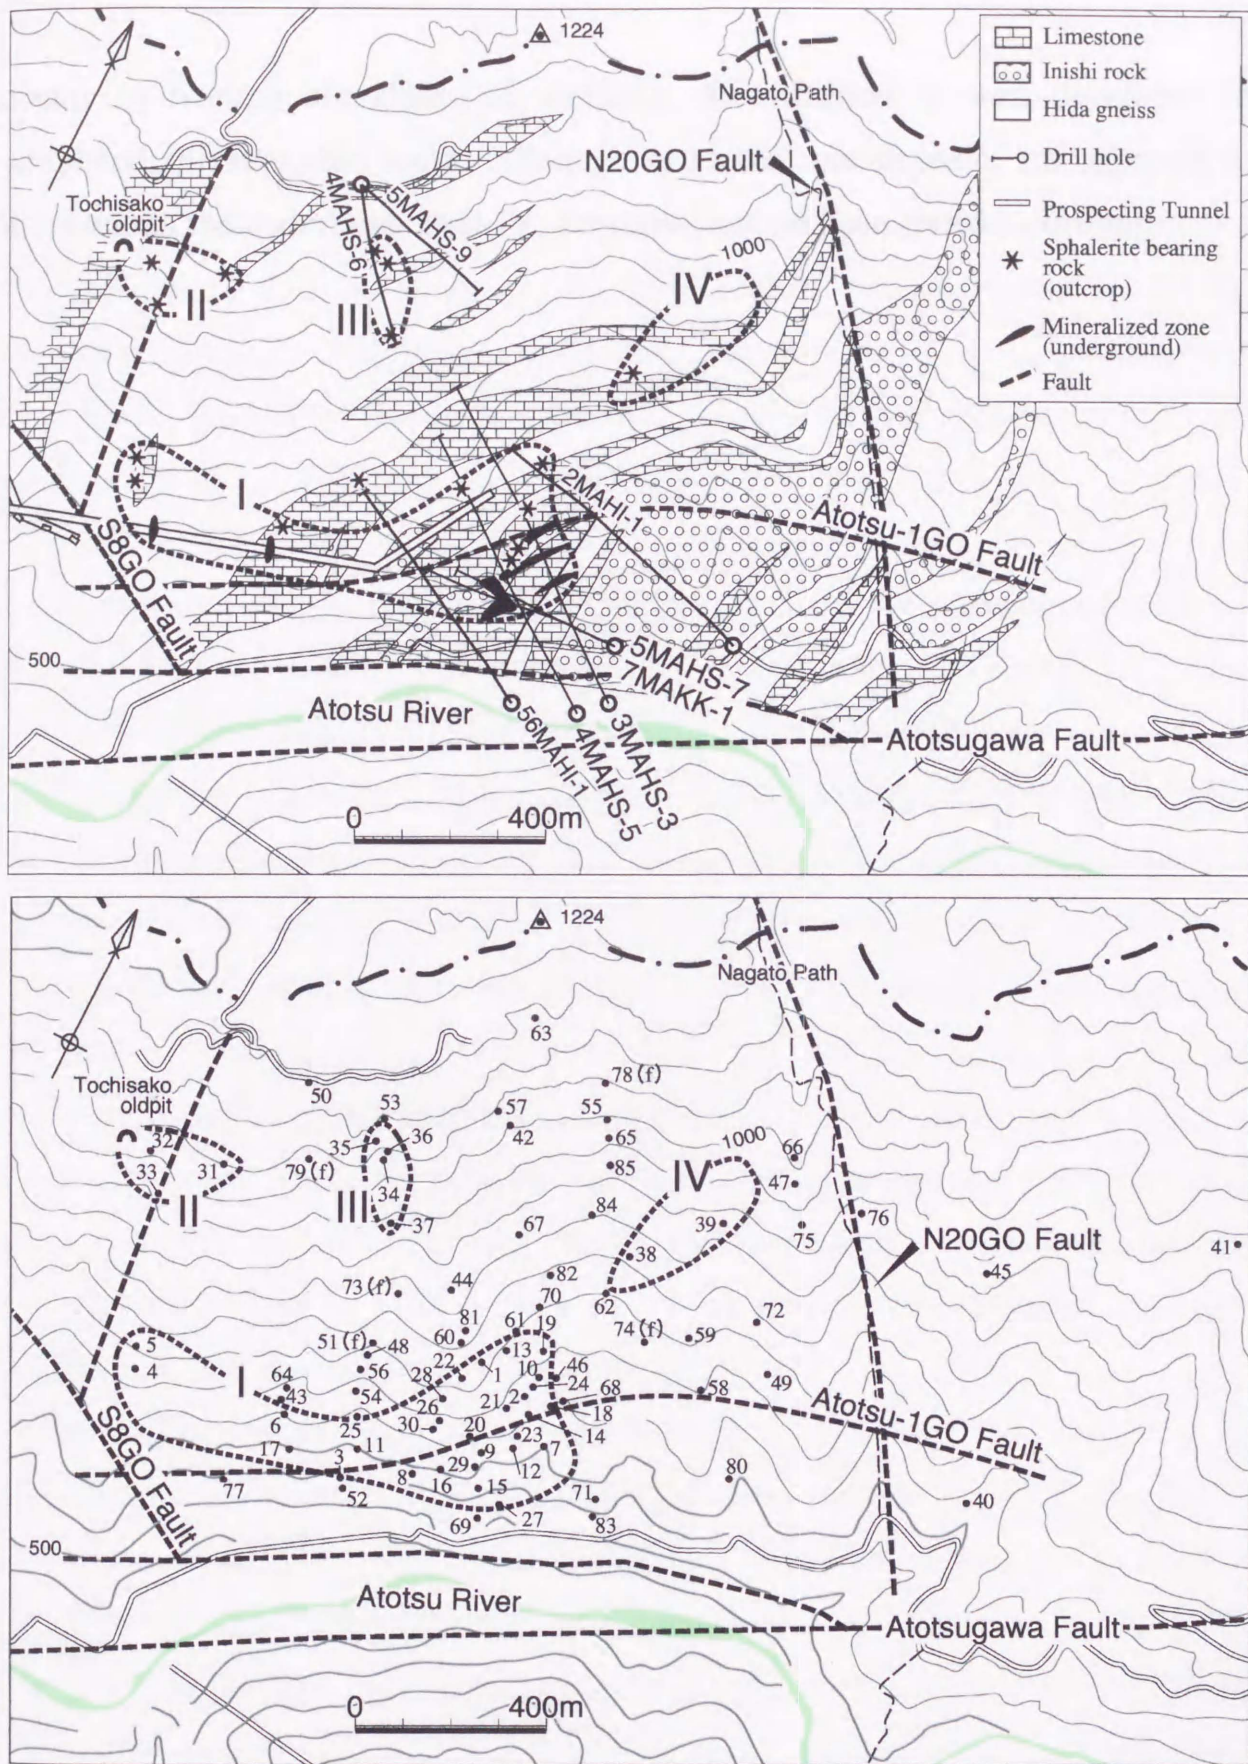 1224
Limestone
Inishi rock
Hida gneiss
Drill hole
Prospecting Tunnel
Sphalerite bearing
rock
(outcrop)
Mineralized zone
(underground)
Fault
Nagato Path
N20GO Fault
4MAHS-6
5MAHS-9
Tochisako
oldpit
1000
II
III
IV
I
2MAHI-1
Atotsu-1GO Fault
S8GO Fault
500
5MAHS-7
7MAKK-1
Atotsu River
56MAHI-1
4MAHS-5
3MAHS-3
Atotsugawa Fault
0 400m
1224
Nagato Path
63
Tochisako
oldpit
50
78 (f)
53
57
55
32
35
36
42
65
1000
66
33
31
79 (f)
34
85
47
II
III
37
67
84
IV
39
76
75
N20GO Fault
41
38
45
73 (f)
44
82
70
62
72
81
61
19
74 (f)
59
5
51 (f)
48
60
13
4
I
64
56
22
1
10
46
49
43
54
28
24
68
58
Atotsu-1GO Fault
6
26
21
2
18
25
30
20
23
14
17
3
11
9
7
29
12
80
77
8
16
15
71
40
52
69
27
83
S8GO Fault
500
Atotsu River
Atotsugawa Fault
0 400m